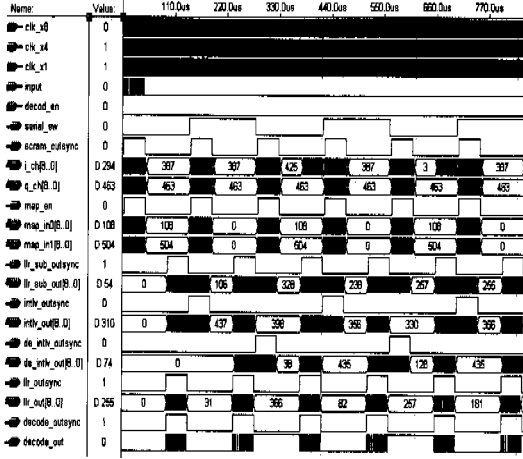 Name: Value: 110.0us 220.0us 330.0us 440.0us 550.0us 660.0us 770.0us
clk_x8 0
clk_x4 1
clk_x1 1
input 0
decod_en 0
serial_sw 0
scram_outsync 0
i_ch[8..0] D 294 387 387 425 387 3 387
q_ch[8..0] D 463 463 463 463 463 463 463
map_en 0
map_in0[8..0] D 108 108 0 108 0 108 0
map_in1[8..0] D 504 504 0 504 0 504 0
llr_sub_outsync 1
llr_sub_out[8..0] D 54 0 106 328 239 257 256
intlv_outsync 0
intlv_out[8..0] D 310 0 437 398 358 330 366
de_intlv_outsync 0
de_intlv_out[8..0] D 74 0 38 435 128 435
llr_outsync 1
llr_out[8..0] D 255 0 31 366 82 257 181
decode_outsync 1
decode_out 0